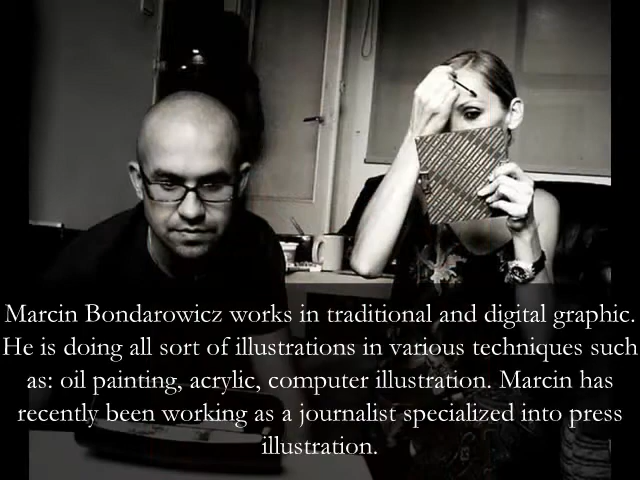 Marcin Bondarowicz works in traditional and digital graphic.
He is doing all sort of illustrations in various techniques such
as: oil painting, acrylic, computer illustration. Marcin has
recently been working as a journalist specialized into press
illustration.